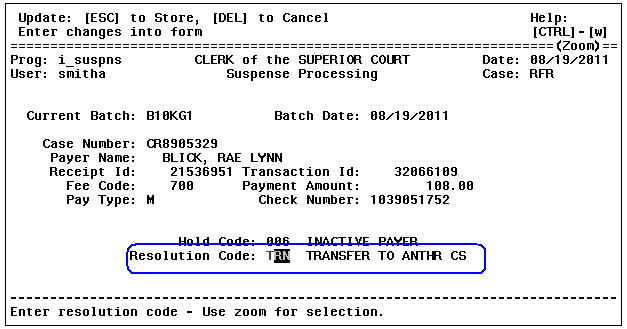 Update: [ESC] to Store, [DEL] to Cancel Help:
Enter changes into form [CTRL]-[w]
==========================================================================(Zoom)==
Prog: i_suspns CLERK of the SUPERIOR COURT Date: 08/19/2011
User: smitha Suspense Processing Case: RFR
Current Batch: B10KG1 Batch Date: 08/19/2011
Case Number: CR8905329
Payer Name: BLICK, RAE LYNN
Receipt Id: 21536951 Transaction Id: 32066109
Fee Code: 700 Payment Amount: 108.00
Pay Type: M Check Number: 1039051752
Hold Code: 006 INACTIVE PAYER
Resolution Code: TRN TRANSFER TO ANTHR CS
--------------------------------------------------------------------------------
Enter resolution code - Use zoom for selection.